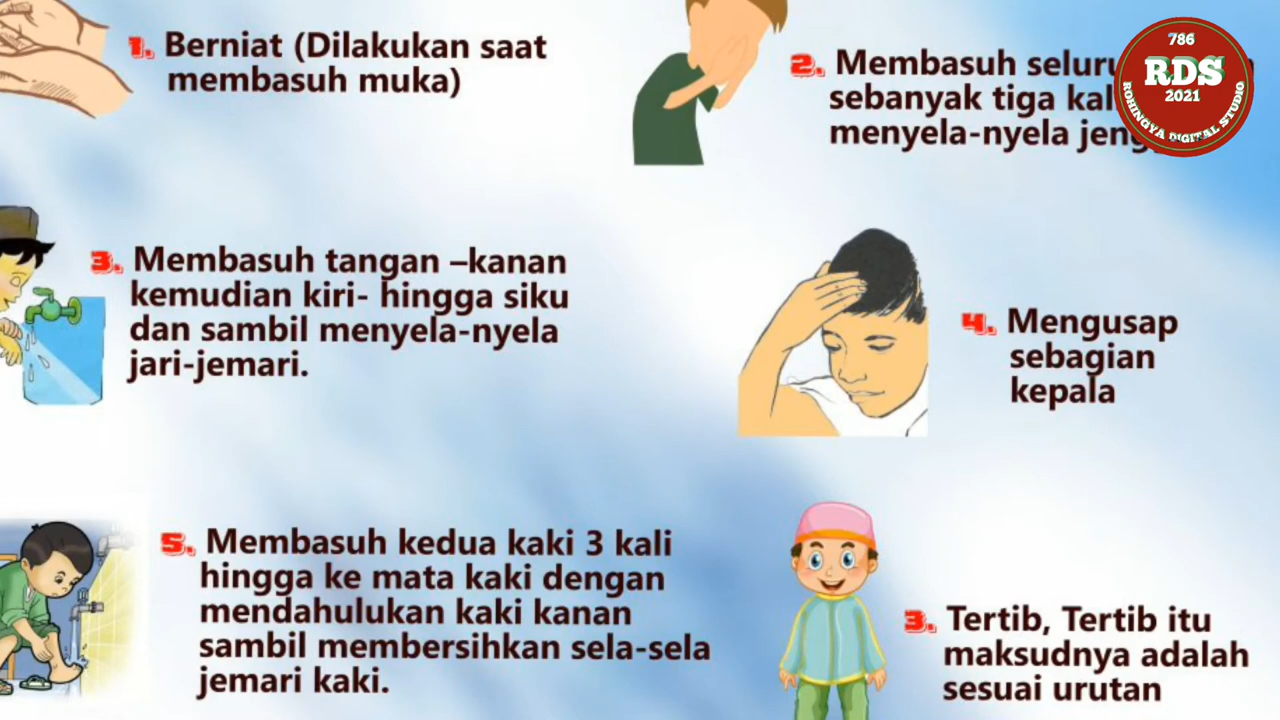 1. Berniat (Dilakukan saat
membasuh muka)
2. Membasuh
sebanyak tiga
menyela-nyela
786
RDS
2021
ROHINGYA DIGITAL STUDIO
3. Membasuh tangan –kanan
kemudian kiri- hingga siku
dan sambil menyela-nyela
jari-jemari.
4. Mengusap
sebagian
kepala
5. Membasuh kedua kaki 3 kali
hingga ke mata kaki dengan
mendahulukan kaki kanan
sambil membersihkan sela-sela
jemari kaki.
3. Tertib, Tertib itu
maksudnya adalah
sesuai urutan